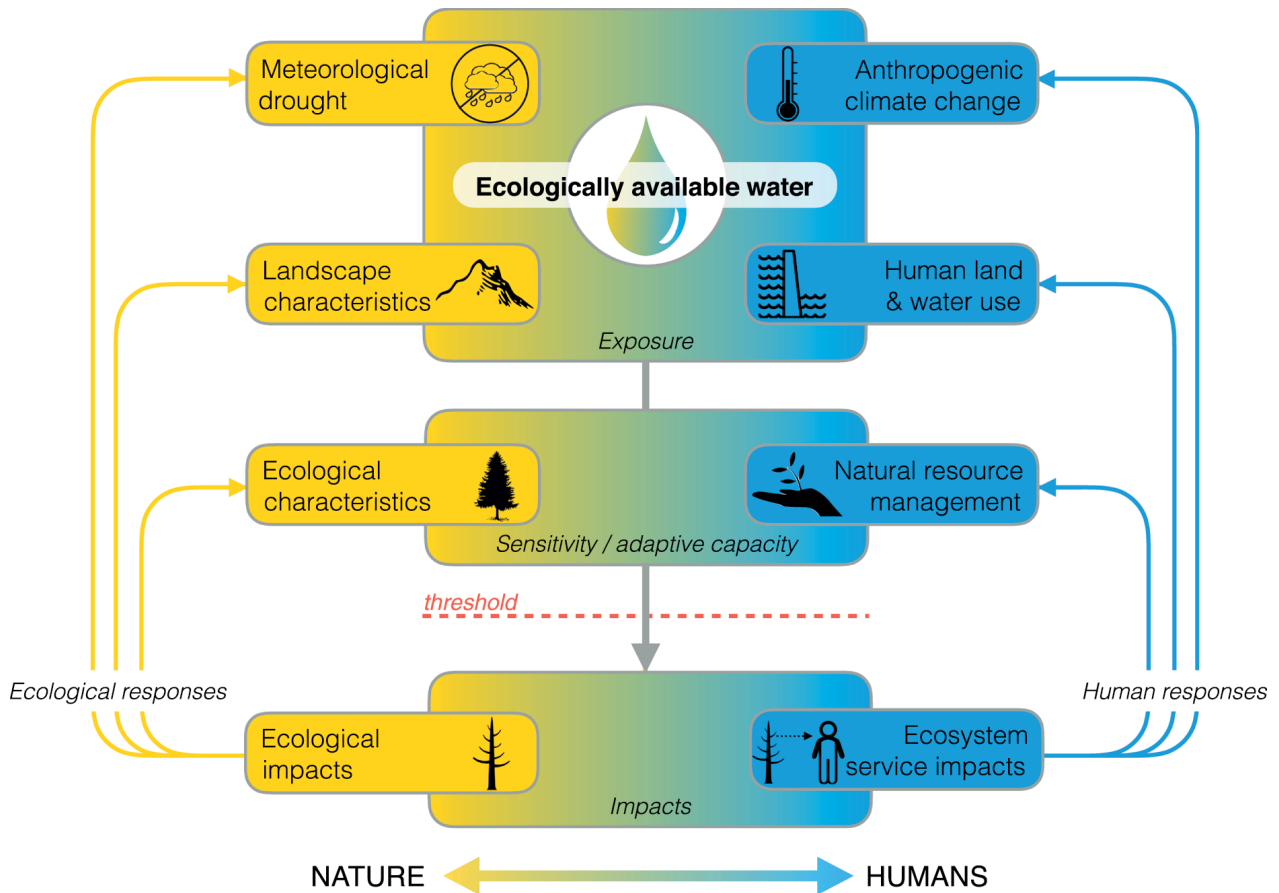 Meteorological
drought
Anthropogenic
climate change
Ecologically available water
Landscape
characteristics
Human land
& water use
Exposure
Ecological
characteristics
Natural resource
management
Sensitivity / adaptive capacity
threshold
Ecological responses
Human responses
Ecological
impacts
Ecosystem
service impacts
Impacts
NATURE
HUMANS